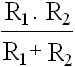 R₁ . R₂
R₁ + R₂